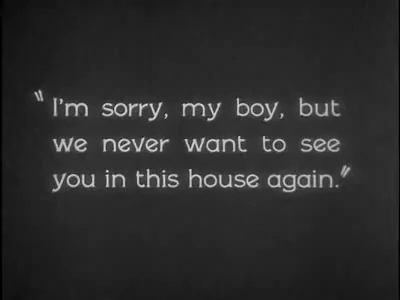 "I'm sorry, my boy, but
we never want to see
you in this house again."